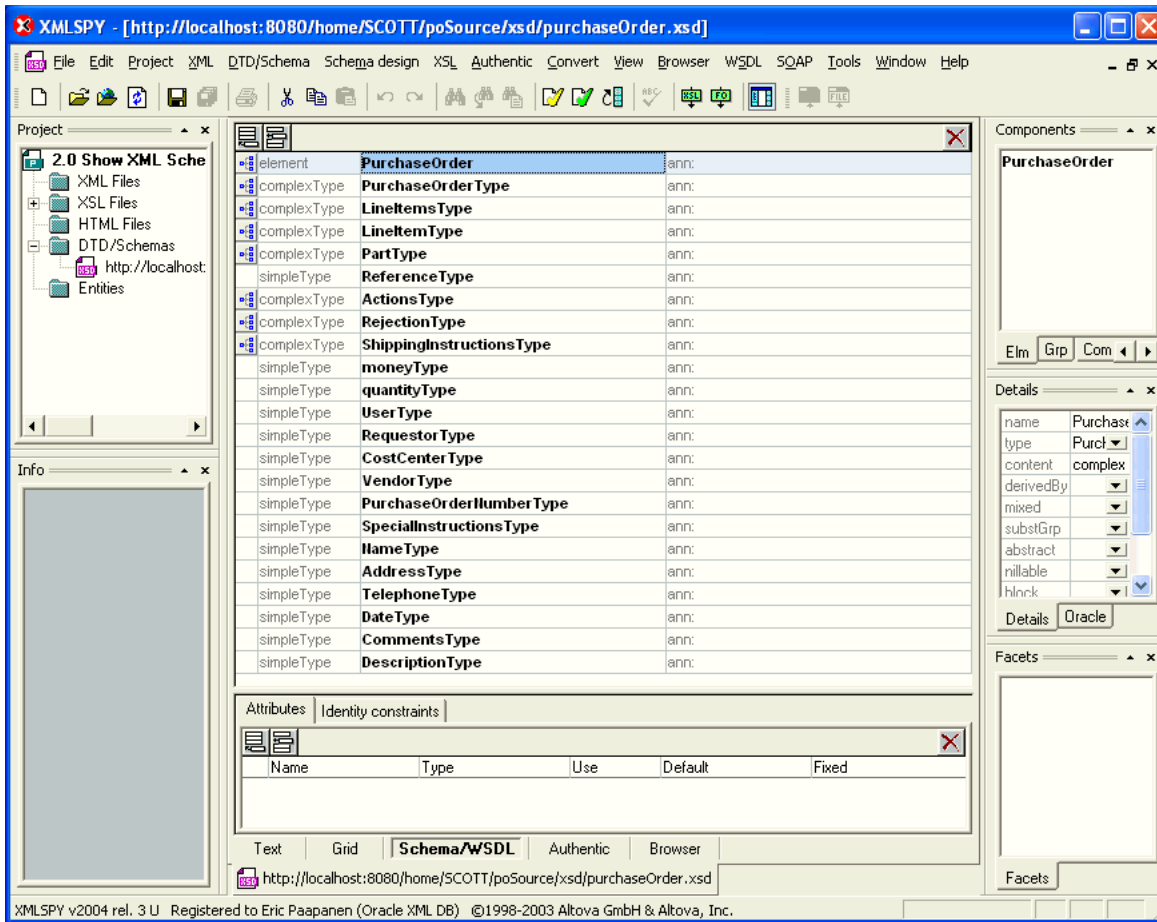 XMLSPY - [http://localhost:8080/home/SCOTT/poSource/xsd/purchaseOrder.xsd]
File Edit Project XML DTD/Schema Schema design XSL Authentic Convert View Browser WSDL SOAP Tools Window Help
Project
2.0 Show XML Sche
XML Files
XSL Files
HTML Files
DTD/Schemas
http://localhost:
Entities
Info
element PurchaseOrder ann:
complexType PurchaseOrderType ann:
complexType LineItemsType ann:
complexType LineItemType ann:
complexType PartType ann:
simpleType ReferenceType ann:
complexType ActionsType ann:
complexType RejectionType ann:
complexType ShippingInstructionsType ann:
simpleType moneyType ann:
simpleType quantityType ann:
simpleType UserType ann:
simpleType RequestorType ann:
simpleType CostCenterType ann:
simpleType VendorType ann:
simpleType PurchaseOrderNumberType ann:
simpleType SpecialInstructionsType ann:
simpleType NameType ann:
simpleType AddressType ann:
simpleType TelephoneType ann:
simpleType DateType ann:
simpleType CommentsType ann:
simpleType DescriptionType ann:
Attributes Identity constraints
Name Type Use Default Fixed
Text Grid Schema/WSDL Authentic Browser
http://localhost:8080/home/SCOTT/poSource/xsd/purchaseOrder.xsd
Components
PurchaseOrder
Elm Grp Com
Details
name Purchase
type Purch
content complex
derivedBy
mixed
substGrp
abstract
nillable
block
Details Oracle
Facets
Facets
XMLSPY v2004 rel. 3 U Registered to Eric Paapanen (Oracle XML DB) ©1998-2003 Altova GmbH & Altova, Inc.